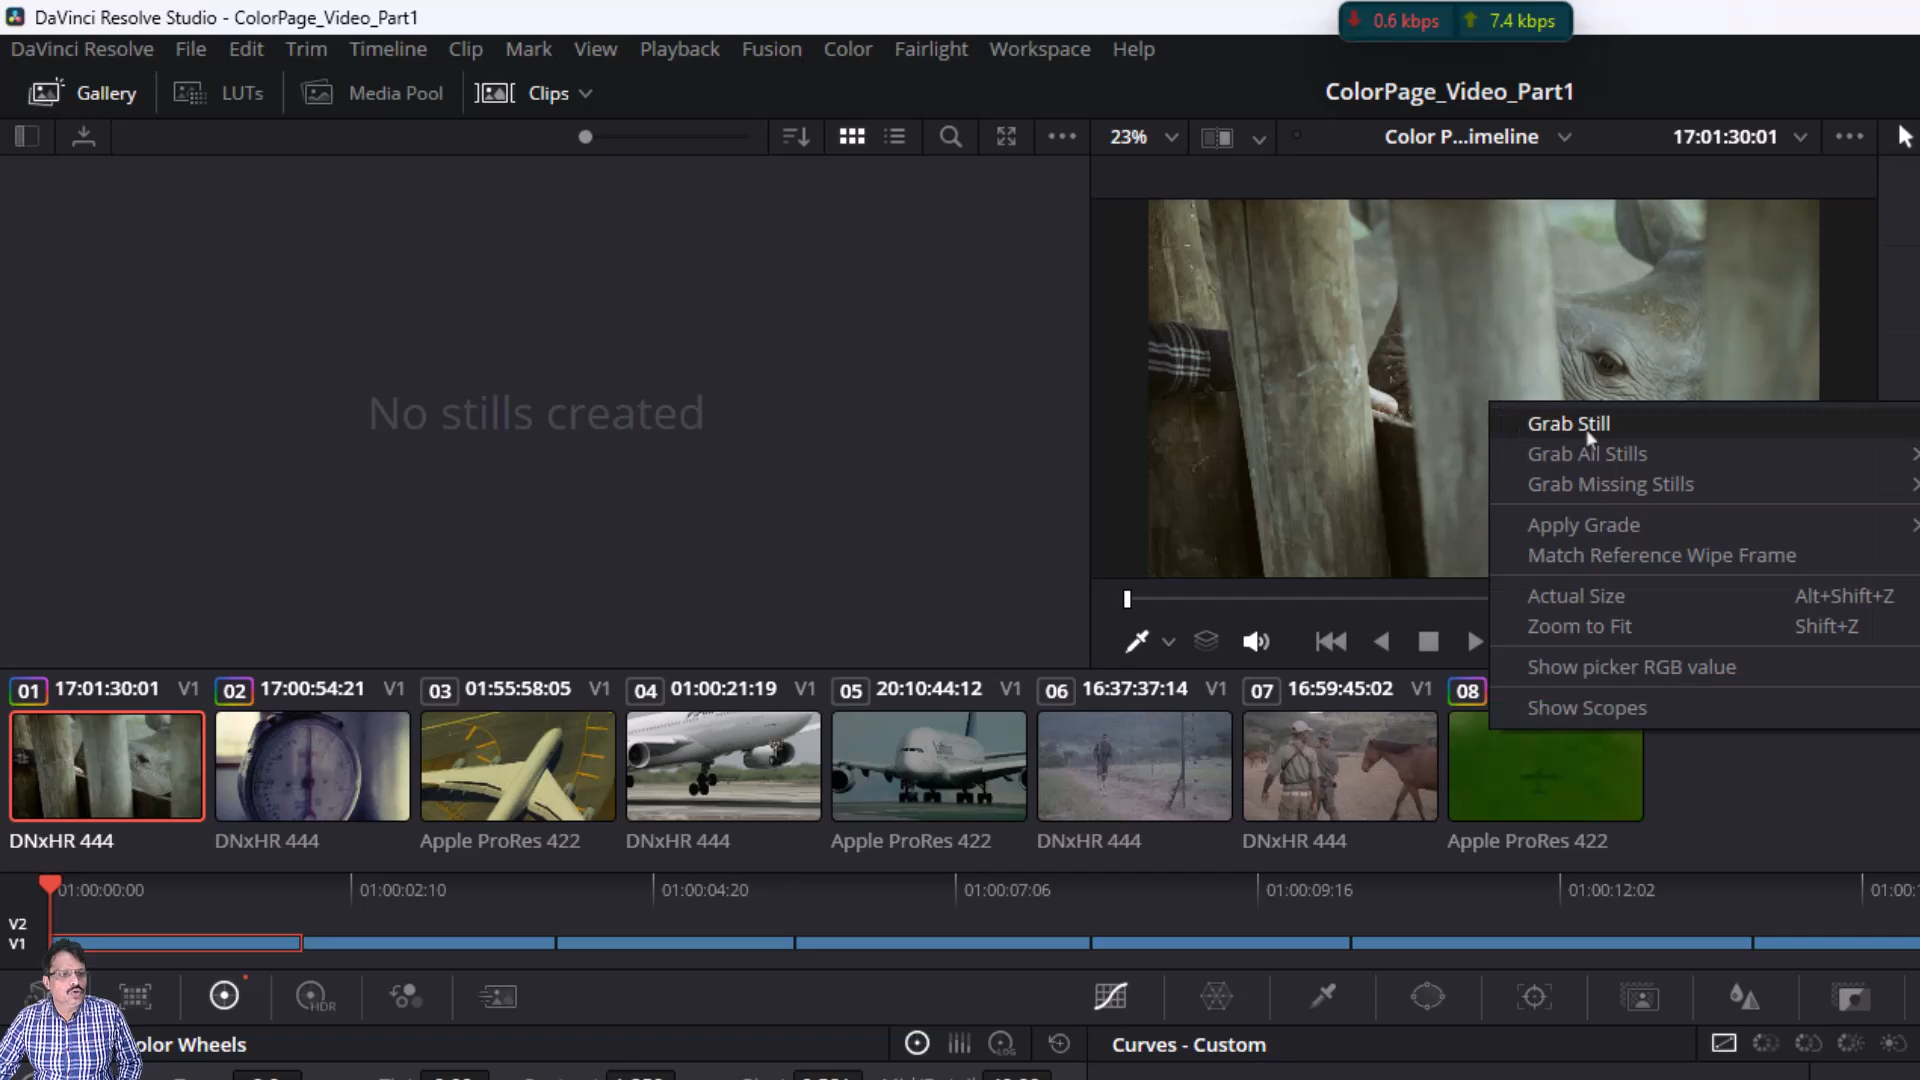 DaVinci Resolve Studio - ColorPage_Video_Part1
0.6 kbps 7.4 kbps
DaVinci Resolve File Edit Trim Timeline Clip Mark View Playback Fusion Color Fairlight Workspace Help
Gallery LUTs Media Pool Clips ColorPage_Video_Part1
23% Color P...imeline 17:01:30:01
No stills created
Grab Still
Grab All Stills
Grab Missing Stills
Apply Grade
Match Reference Wipe Frame
Actual Size Alt+Shift+Z
Zoom to Fit Shift+Z
Show picker RGB value
Show Scopes
01 17:01:30:01 V1 02 17:00:54:21 V1 03 01:55:58:05 V1 04 01:00:21:19 V1 05 20:10:44:12 V1 06 16:37:37:14 V1 07 16:59:45:02 V1 08
DNxHR 444 DNxHR 444 Apple ProRes 422 DNxHR 444 Apple ProRes 422 DNxHR 444 DNxHR 444 Apple ProRes 422
01:00:00:00 01:00:02:10 01:00:04:20 01:00:07:06 01:00:09:16 01:00:12:02 01:00:
V2
V1
HDR
olor Wheels LOG Curves - Custom